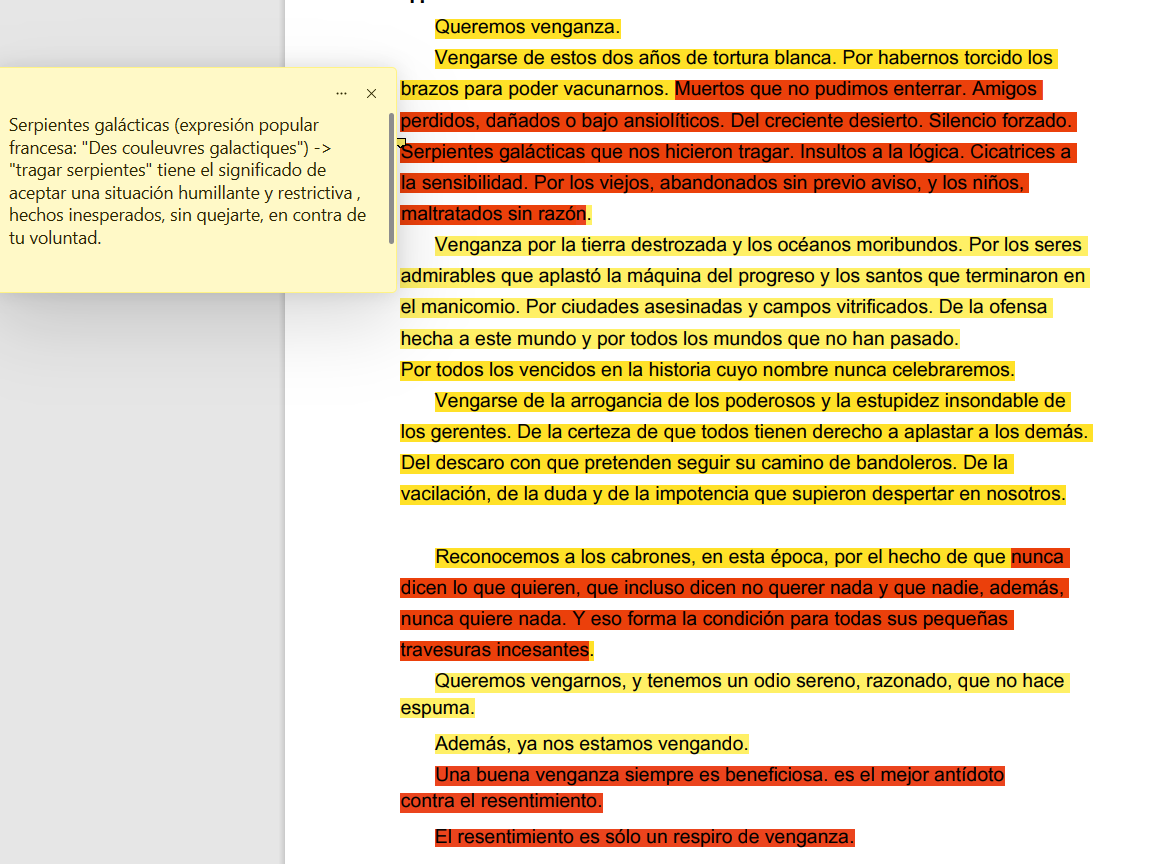 Queremos venganza.
Vengarse de estos dos años de tortura blanca. Por habernos torcido los
brazos para poder vacunarnos. Muertos que no pudimos enterrar. Amigos
perdidos, dañados o bajo ansiolíticos. Del creciente desierto. Silencio forzado.
Serpientes galácticas que nos hicieron tragar. Insultos a la lógica. Cicatrices a
la sensibilidad. Por los viejos, abandonados sin previo aviso, y los niños,
maltratados sin razón.
Venganza por la tierra destrozada y los océanos moribundos. Por los seres
admirables que aplastó la máquina del progreso y los santos que terminaron en
el manicomio. Por ciudades asesinadas y campos vitrificados. De la ofensa
hecha a este mundo y por todos los mundos que no han pasado.
Por todos los vencidos en la historia cuyo nombre nunca celebraremos.
Vengarse de la arrogancia de los poderosos y la estupidez insondable de
los gerentes. De la certeza de que todos tienen derecho a aplastar a los demás.
Del descaro con que pretenden seguir su camino de bandoleros. De la
vacilación, de la duda y de la impotencia que supieron despertar en nosotros.
Reconocemos a los cabrones, en esta época, por el hecho de que nunca
dicen lo que quieren, que incluso dicen no querer nada y que nadie, además,
nunca quiere nada. Y eso forma la condición para todas sus pequeñas
travesuras incesantes.
Queremos vengarnos, y tenemos un odio sereno, razonado, que no hace
espuma.
Además, ya nos estamos vengando.
Una buena venganza siempre es beneficiosa. es el mejor antídoto
contra el resentimiento.
El resentimiento es sólo un respiro de venganza.
Serpientes galácticas (expresión popular
francesa: "Des couleuvres galactiques") ->
"tragar serpientes" tiene el significado de
aceptar una situación humillante y restrictiva ,
hechos inesperados, sin quejarte, en contra de
tu voluntad.